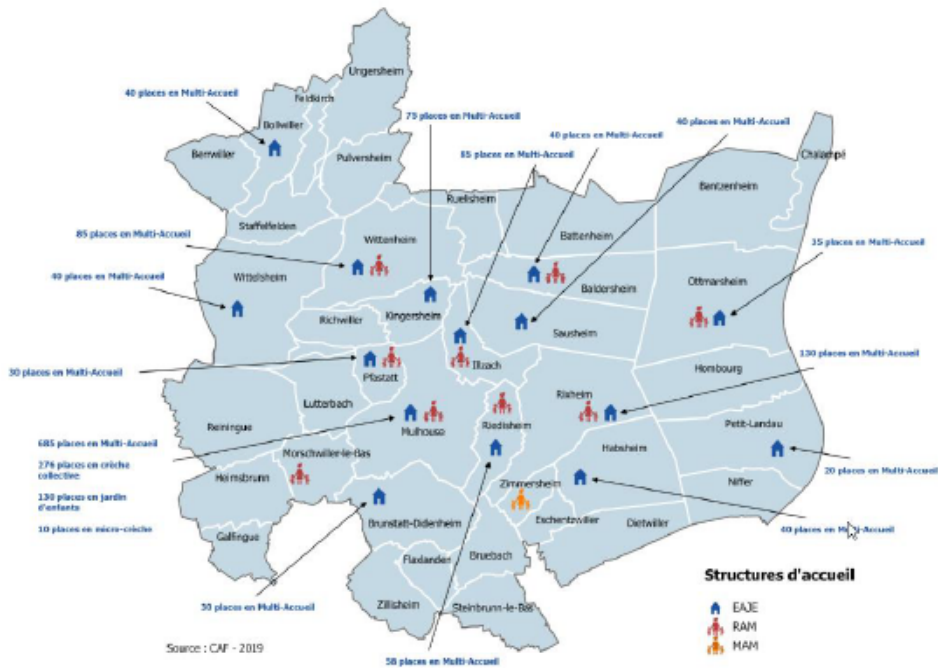 Ungersheim
40 places en Multi-Accueil
Feldkirch
75 places en Multi-Accueil
Bollwiller
40 places en Multi-Accueil
40 places en Multi-Accueil
Berrwiller
Pulversheim
85 places en Multi-Accueil
Chalampé
Bantzenheim
Ruelisheim
Staffelfelden
85 places en Multi-Accueil
Wittenheim
Battenheim
35 places en Multi-Accueil
40 places en Multi-Accueil
Wittelsheim
Ottmarsheim
Baldersheim
Richwiller
Kingersheim
Sausheim
130 places en Multi-Accueil
30 places en Multi-Accueil
Pfastatt
Illzach
Hombourg
Lutterbach
Rixheim
Reiningue
Mulhouse
Riedisheim
Petit-Landau
685 places en Multi-Accueil
Morschwiller-le-Bas
Habsheim
276 places en crèche
collective
Heimsbrunn
20 places en Multi-Accueil
Zimmersheim
Niffer
130 places en jardin
d'enfants
Brunstatt-Didenheim
Eschentzwiller
Dietwiller
10 places en micro-crèche
40 places en Multi-Accueil
Galfingue
Flaxlanden
Bruebach
Structures d'accueil
30 places en Multi-Accueil
Zillisheim
Steinbrunn-le-Bas
EAJE
RAM
MAM
Source : CAF - 2019
58 places en Multi-Accueil